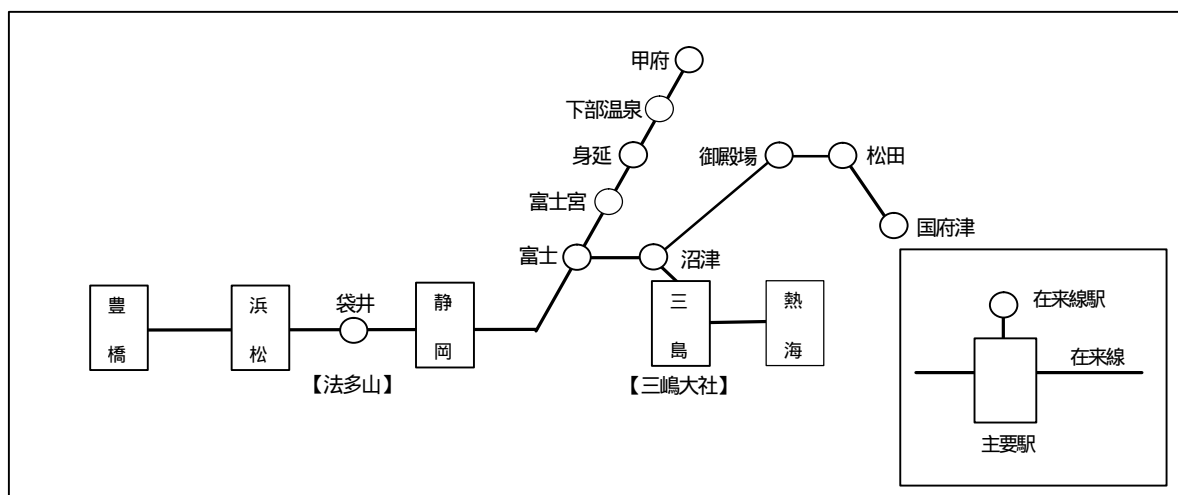 甲府
下部温泉
身延
御殿場
松田
富士宮
国府津
富士
沼津
豊橋
浜松
袋井
静岡
三島
熱海
【法多山】
【三嶋大社】
在来線駅
在来線
主要駅